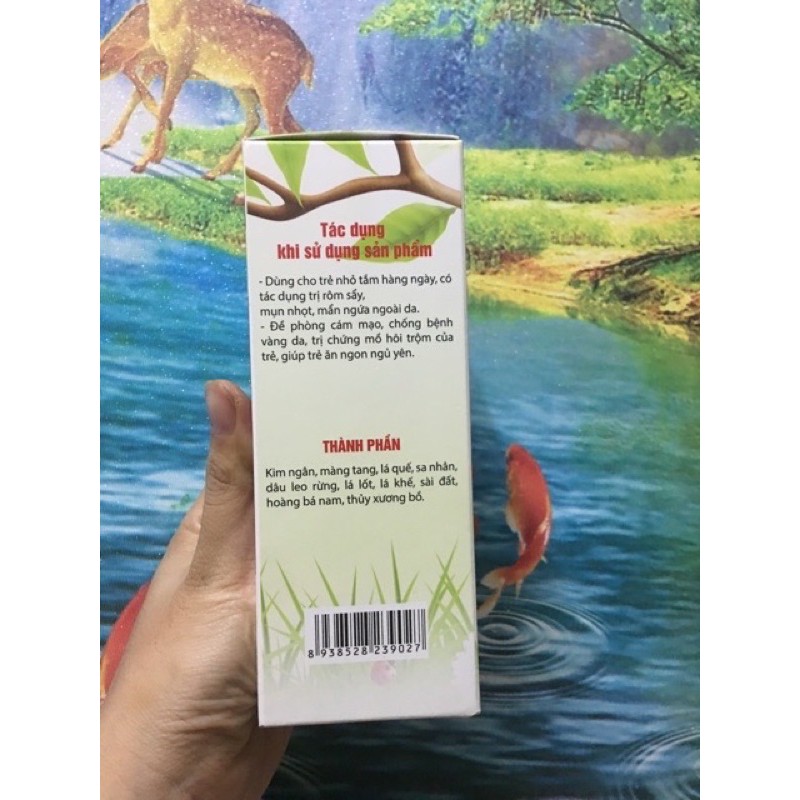 Tác dụng
khi sử dụng sản phẩm
- Dùng cho trẻ nhỏ tắm hàng ngày, có
tác dụng trị rôm sẩy,
mụn nhọt, mẩn ngứa ngoài da.
- Đề phòng cám mạo, chống bệnh
vàng da, trị chứng mồ hôi trộm của
trẻ, giúp trẻ ăn ngon ngủ yên.
THÀNH PHẦN
Kim ngân, màng tang, lá quế, sa nhân,
dâu leo rừng, lá lốt, lá khế, sài đất,
hoàng bá nam, thủy xương bồ.
8 938528 239027